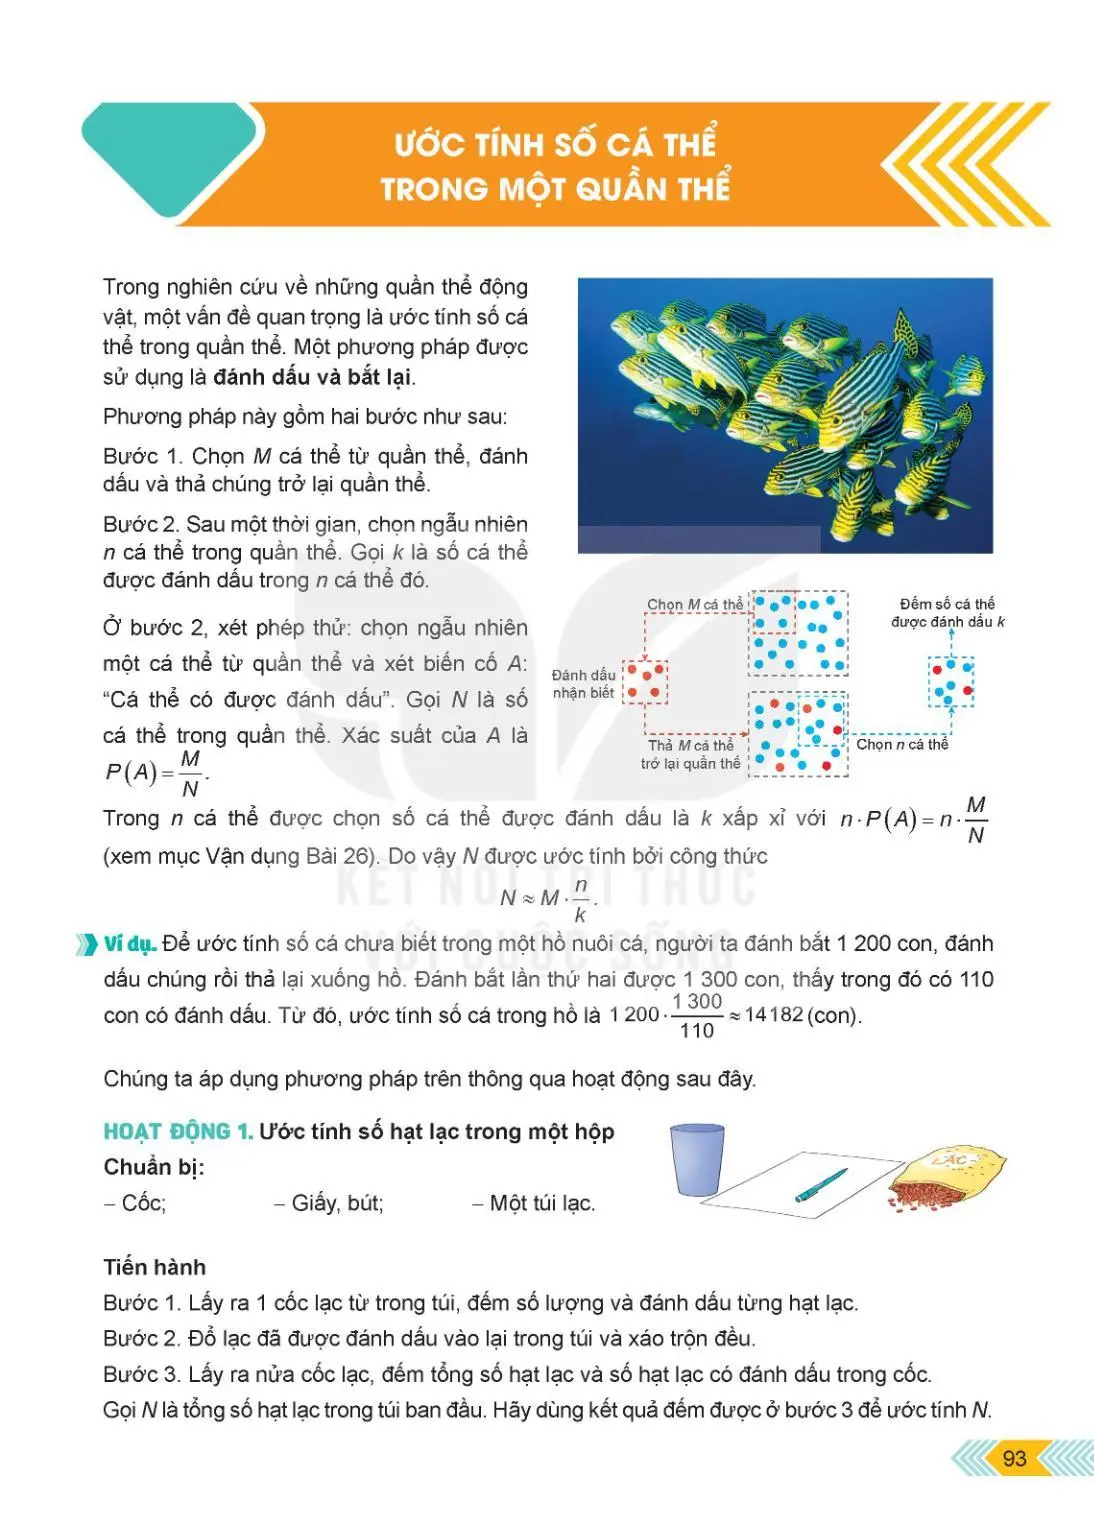 ƯỚC TÍNH SỐ CÁ THỂ
TRONG MỘT QUẦN THỂ
Trong nghiên cứu về những quần thể động
vật, một vấn đề quan trọng là ước tính số cá
thể trong quần thể. Một phương pháp được
sử dụng là đánh dấu và bắt lại.
Phương pháp này gồm hai bước như sau:
Bước 1. Chọn M cá thể từ quần thể, đánh
dấu và thả chúng trở lại quần thể.
Bước 2. Sau một thời gian, chọn ngẫu nhiên
n cá thể trong quần thể. Gọi k là số cá thể
được đánh dấu trong n cá thể đó.
Ở bước 2, xét phép thử: chọn ngẫu nhiên
một cá thể từ quần thể và xét biến cố A:
“Cá thể có được đánh dấu”. Gọi N là số
cá thể trong quần thể. Xác suất của A là
P(A) = M/N.
Chọn M cá thể
Đánh dấu
nhận biết
Thả M cá thể
trở lại quần thể
Chọn n cá thể
Đếm số cá thể
được đánh dấu k
Trong n cá thể được chọn số cá thể được đánh dấu là k xấp xỉ với n · P(A) = n · M/N
(xem mục Vận dụng Bài 26). Do vậy N được ước tính bởi công thức
N ≈ M · n/k.
KẾT NỐI TRI THỨC
VỚI CUỘC SỐNG
Ví dụ. Để ước tính số cá chưa biết trong một hồ nuôi cá, người ta đánh bắt 1 200 con, đánh
dấu chúng rồi thả lại xuống hồ. Đánh bắt lần thứ hai được 1 300 con, thấy trong đó có 110
con có đánh dấu. Từ đó, ước tính số cá trong hồ là 1 200 · 1 300/110 ≈ 14 182 (con).
Chúng ta áp dụng phương pháp trên thông qua hoạt động sau đây.
HOẠT ĐỘNG 1. Ước tính số hạt lạc trong một hộp
Chuẩn bị:
– Cốc; – Giấy, bút; – Một túi lạc.
LẠC
Tiến hành
Bước 1. Lấy ra 1 cốc lạc từ trong túi, đếm số lượng và đánh dấu từng hạt lạc.
Bước 2. Đổ lạc đã được đánh dấu vào lại trong túi và xáo trộn đều.
Bước 3. Lấy ra nửa cốc lạc, đếm tổng số hạt lạc và số hạt lạc có đánh dấu trong cốc.
Gọi N là tổng số hạt lạc trong túi ban đầu. Hãy dùng kết quả đếm được ở bước 3 để ước tính N.
93